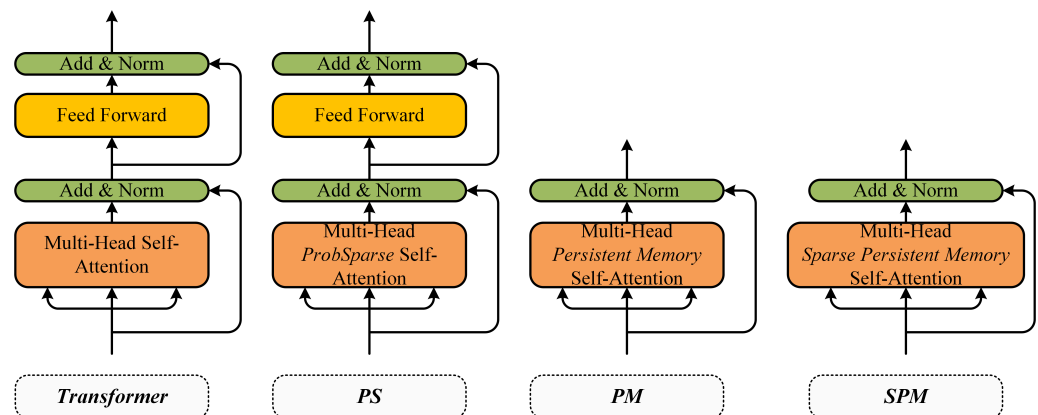 Add & Norm
Feed Forward
Add & Norm
Multi-Head Self-
Attention
Transformer
Add & Norm
Feed Forward
Add & Norm
Multi-Head
ProbSparse Self-
Attention
PS
Add & Norm
Multi-Head
Persistent Memory
Self-Attention
PM
Add & Norm
Multi-Head
Sparse Persistent Memory
Self-Attention
SPM